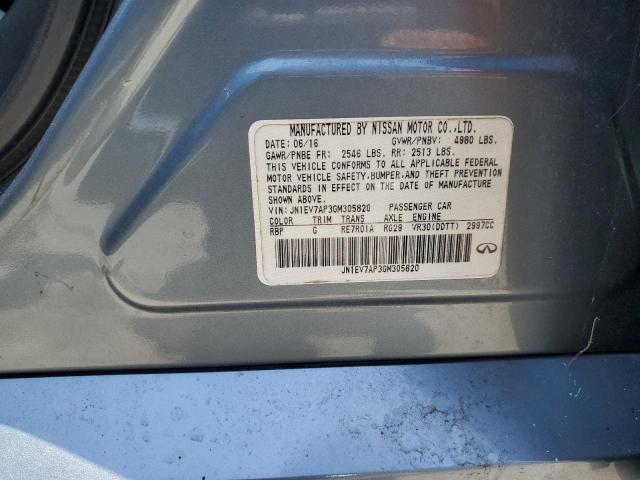 MANUFACTURED BY NISSAN MOTOR CO.,LTD.
DATE: 06/16 GVWR/PNBV: 4980 LBS.
GAWR/PNBE FR: 2546 LBS. RR: 2513 LBS.
THIS VEHICLE CONFORMS TO ALL APPLICABLE FEDERAL
MOTOR VEHICLE SAFETY,BUMPER,AND THEFT PREVENTION
STANDARDS IN EFFECT ON THE DATE OF MANUFACTURE
SHOWN ABOVE.
VIN: JN1EV7AP3GM305820 PASSENGER CAR
COLOR TRIM TRANS AXLE ENGINE
RBP G RE7R01A RG29 VR30(DDTT) 2997CC
JN1EV7AP3GM305820